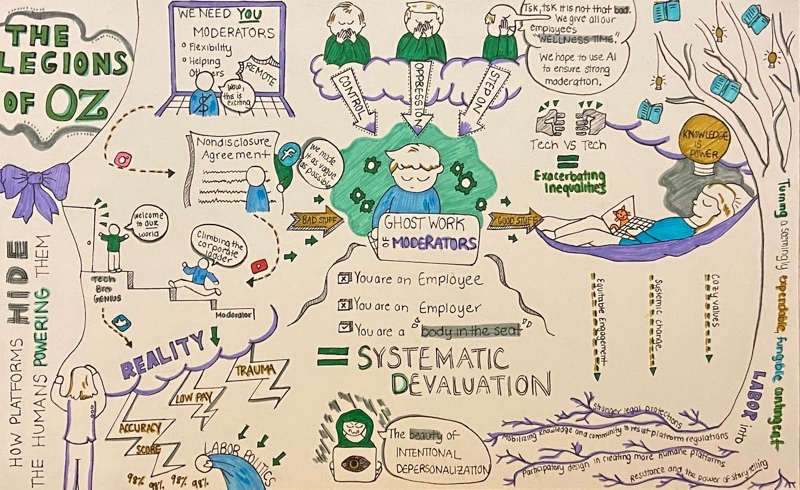 THE
LEGIONS
OF OZ
HOW PLATFORMS HIDE
THE HUMANS POWERING THEM
WE NEED YOU
MODERATORS
Flexibility
Helping
Others
REMOTE
Wow,
this is
exciting
$
Nondisclosure
Agreement
We made
it as vague
as possible
Welcome
to OUR
World
Tech
Bro
GENIUS
Climbing the
corporate
leader
Moderator
REALITY
TRAUMA
LOW PAY
ACCURACY
SCORE
98% 98% 98% 98%
LABOR POLITICS
CONTROL
OPPRESSION
STEP ON
Tsk, tsk it is not that bad.
We give all our
employees
"WELLNESS TIME".
We hope to use AI
to ensure strong
moderation.
BAD STUFF
GHOST WORK
OF MODERATORS
GOOD STUFF
You are an Employee
You are an Employer
You are a "body in the seat"
= SYSTEMATIC
DEVALUATION
The beauty of
INTENTIONAL
DEPERSONALIZATION
Tech VS Tech
=
Exacerbating
Inequalities
KNOWLEDGE
IS
POWER
Equitable Engagement
Systemic change
Cozy values
Turning a seemingly expendable fungible contingent
LABOR into
Stronger legal protections
Mobilizing knowledge and community to reset platform regulations
Participatory design in creating more humane platforms
Resistance and the power of storytelling